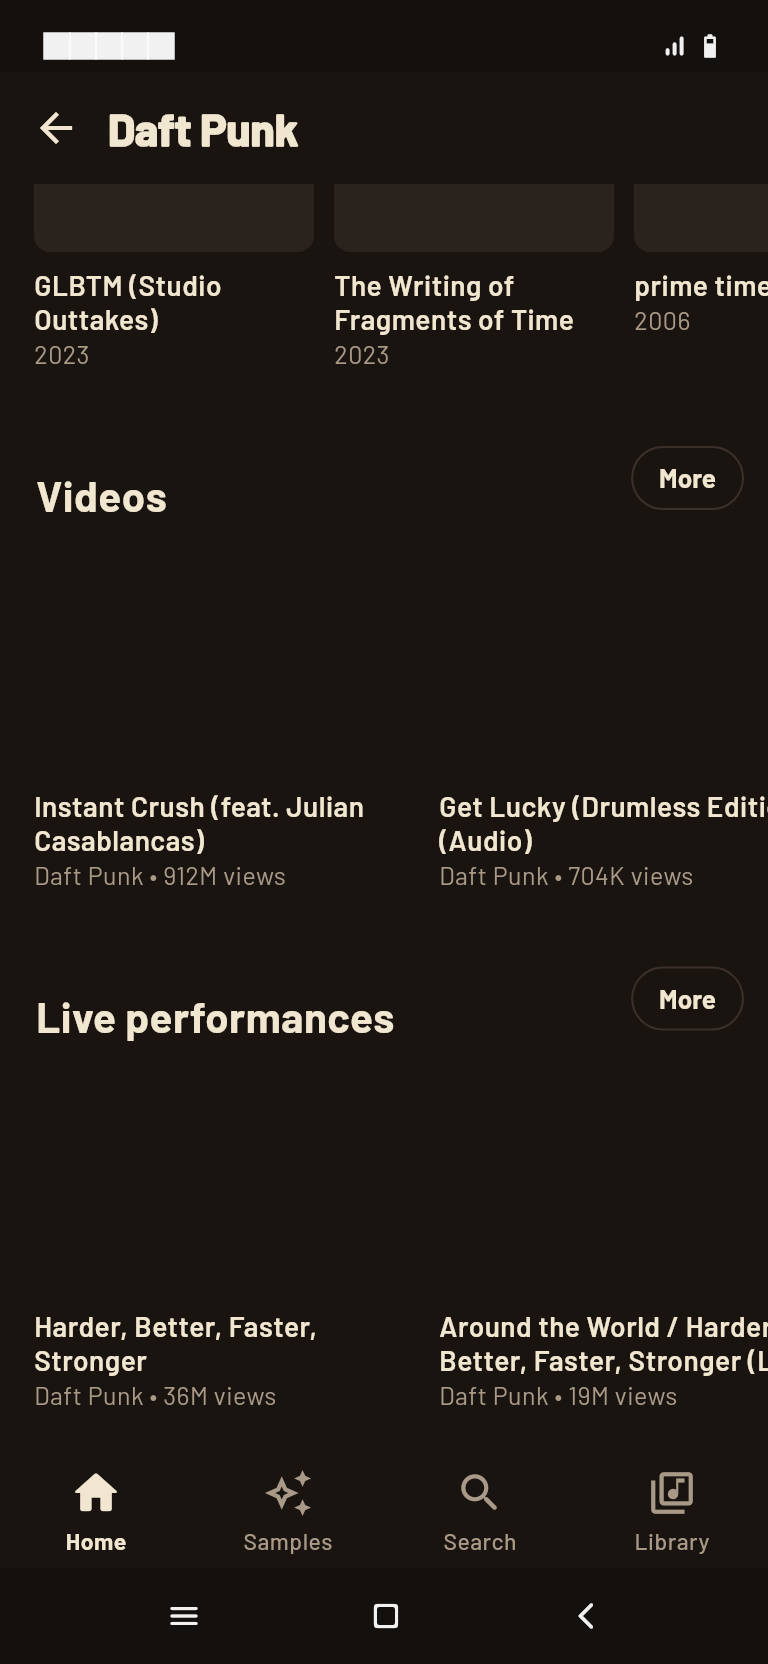 Daft Punk
GLBTM (Studio
Outtakes)
2023
The Writing of
Fragments of Time
2023
prime time
2006
Videos
More
Instant Crush (feat. Julian
Casablancas)
Daft Punk • 912M views
Get Lucky (Drumless Editi
(Audio)
Daft Punk • 704K views
Live performances
More
Harder, Better, Faster,
Stronger
Daft Punk • 36M views
Around the World / Harder
Better, Faster, Stronger (L
Daft Punk • 19M views
Home
Samples
Search
Library